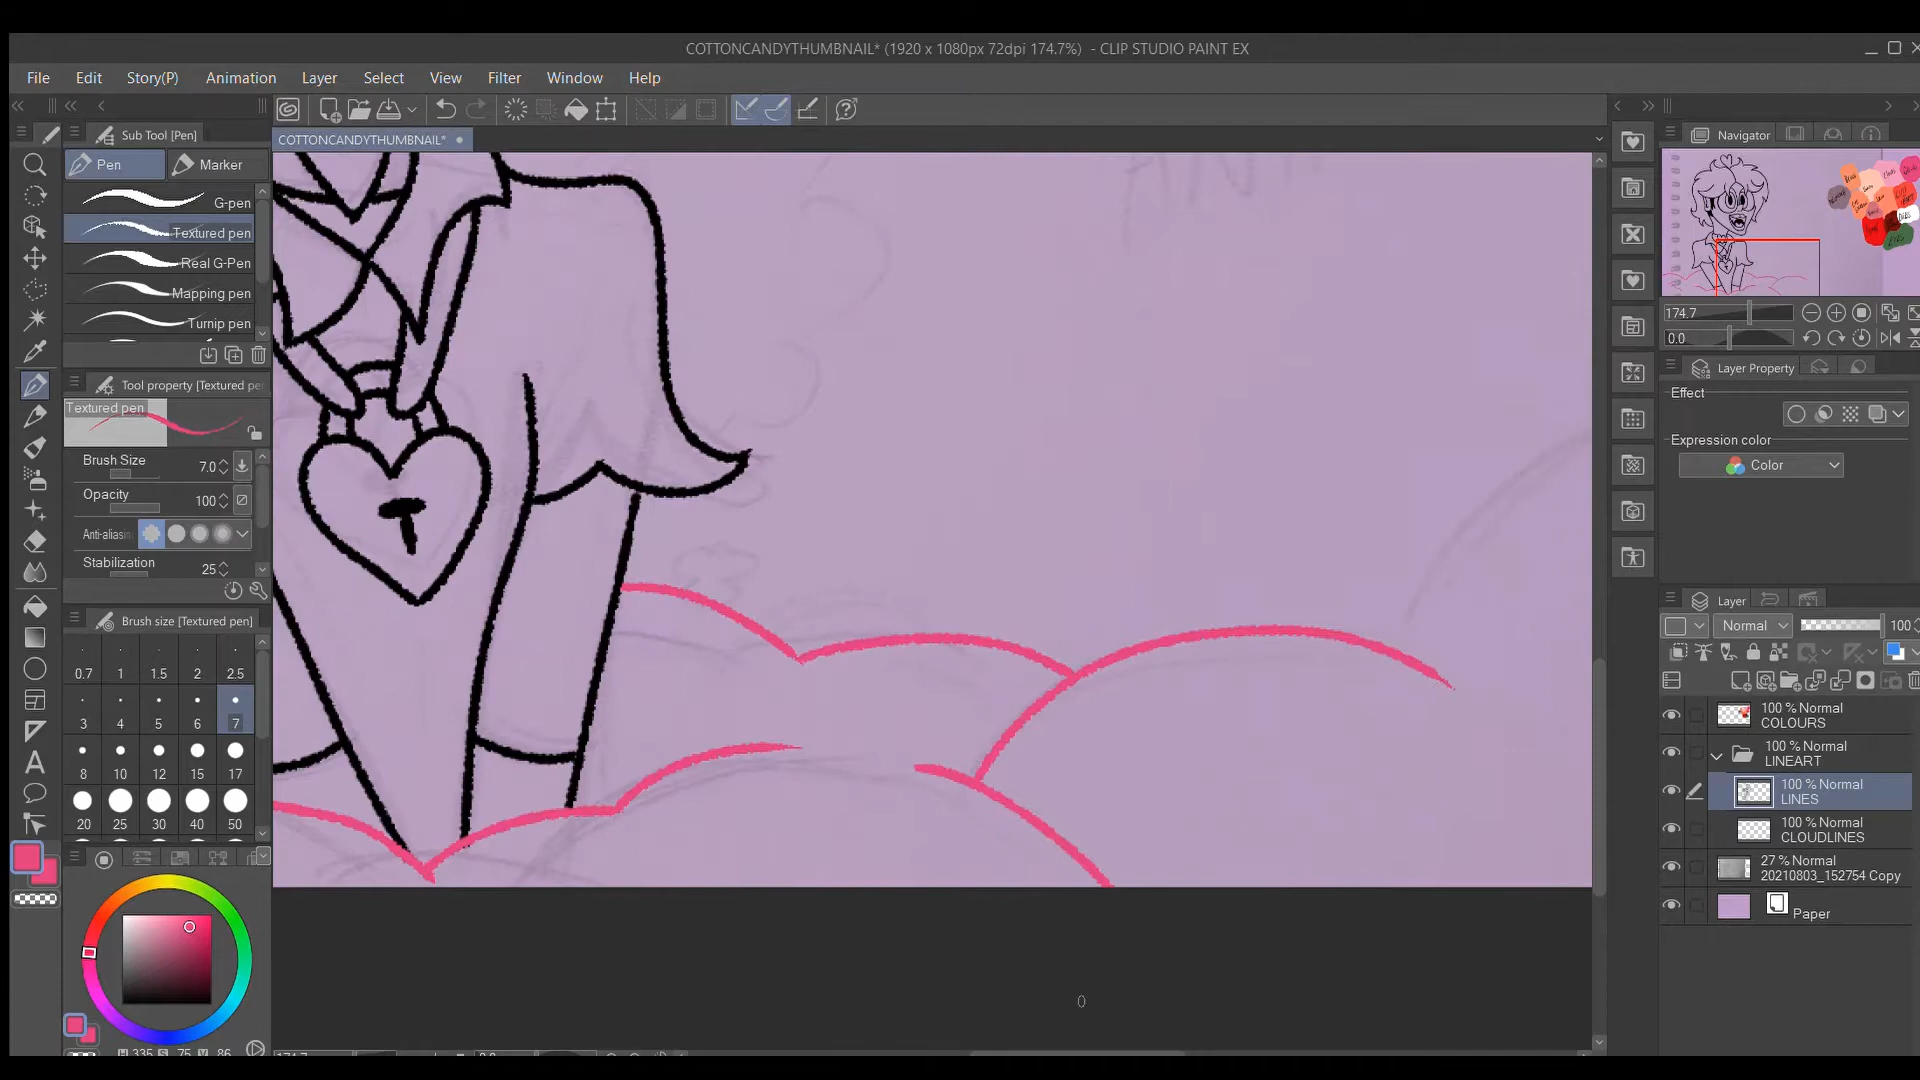 COTTONCANDYTHUMBNAIL* (1920 x 1080px 72dpi 174.7%) - CLIP STUDIO PAINT EX
File Edit Story(P) Animation Layer Select View Filter Window Help
Sub Tool [Pen]
COTTONCANDYTHUMBNAIL*
Navigator
Pen Marker
G-pen
Textured pen
Real G-Pen
Mapping pen
Turnip pen
174.7
0.0
Tool property [Textured pen
Layer Property
Textured pen
Effect
Expression color
Color
Brush Size 7.0
Opacity 100
Anti-aliasin
Stabilization 25
T
Brush size [Textured pen]
0.7 1 1.5 2 2.5
3 4 5 6 7
8 10 12 15 17
20 25 30 40 50
Layer
Normal 100
100 % Normal
COLOURS
100 % Normal
LINEART
100 % Normal
LINES
100 % Normal
CLOUDLINES
27 % Normal
20210803_152754 Copy
Paper
H 335 S 75 V 86